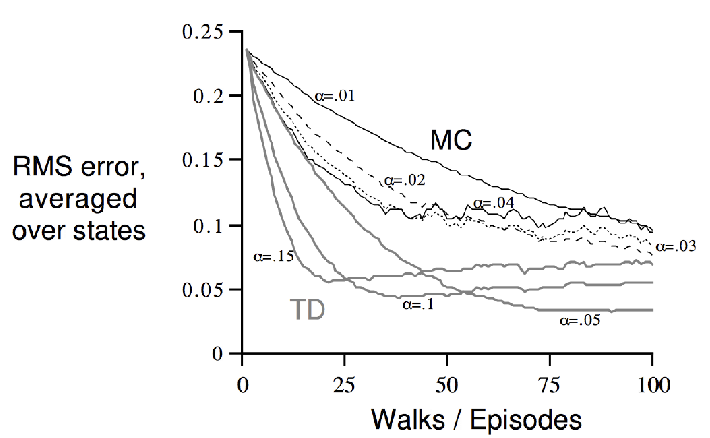 0.25
0.2
0.15
0.1
0.05
0
RMS error,
averaged
over states
α=.01
MC
α=.02
α=.04
α=.03
α=.15
TD
α=.1
α=.05
0
25
50
75
100
Walks / Episodes